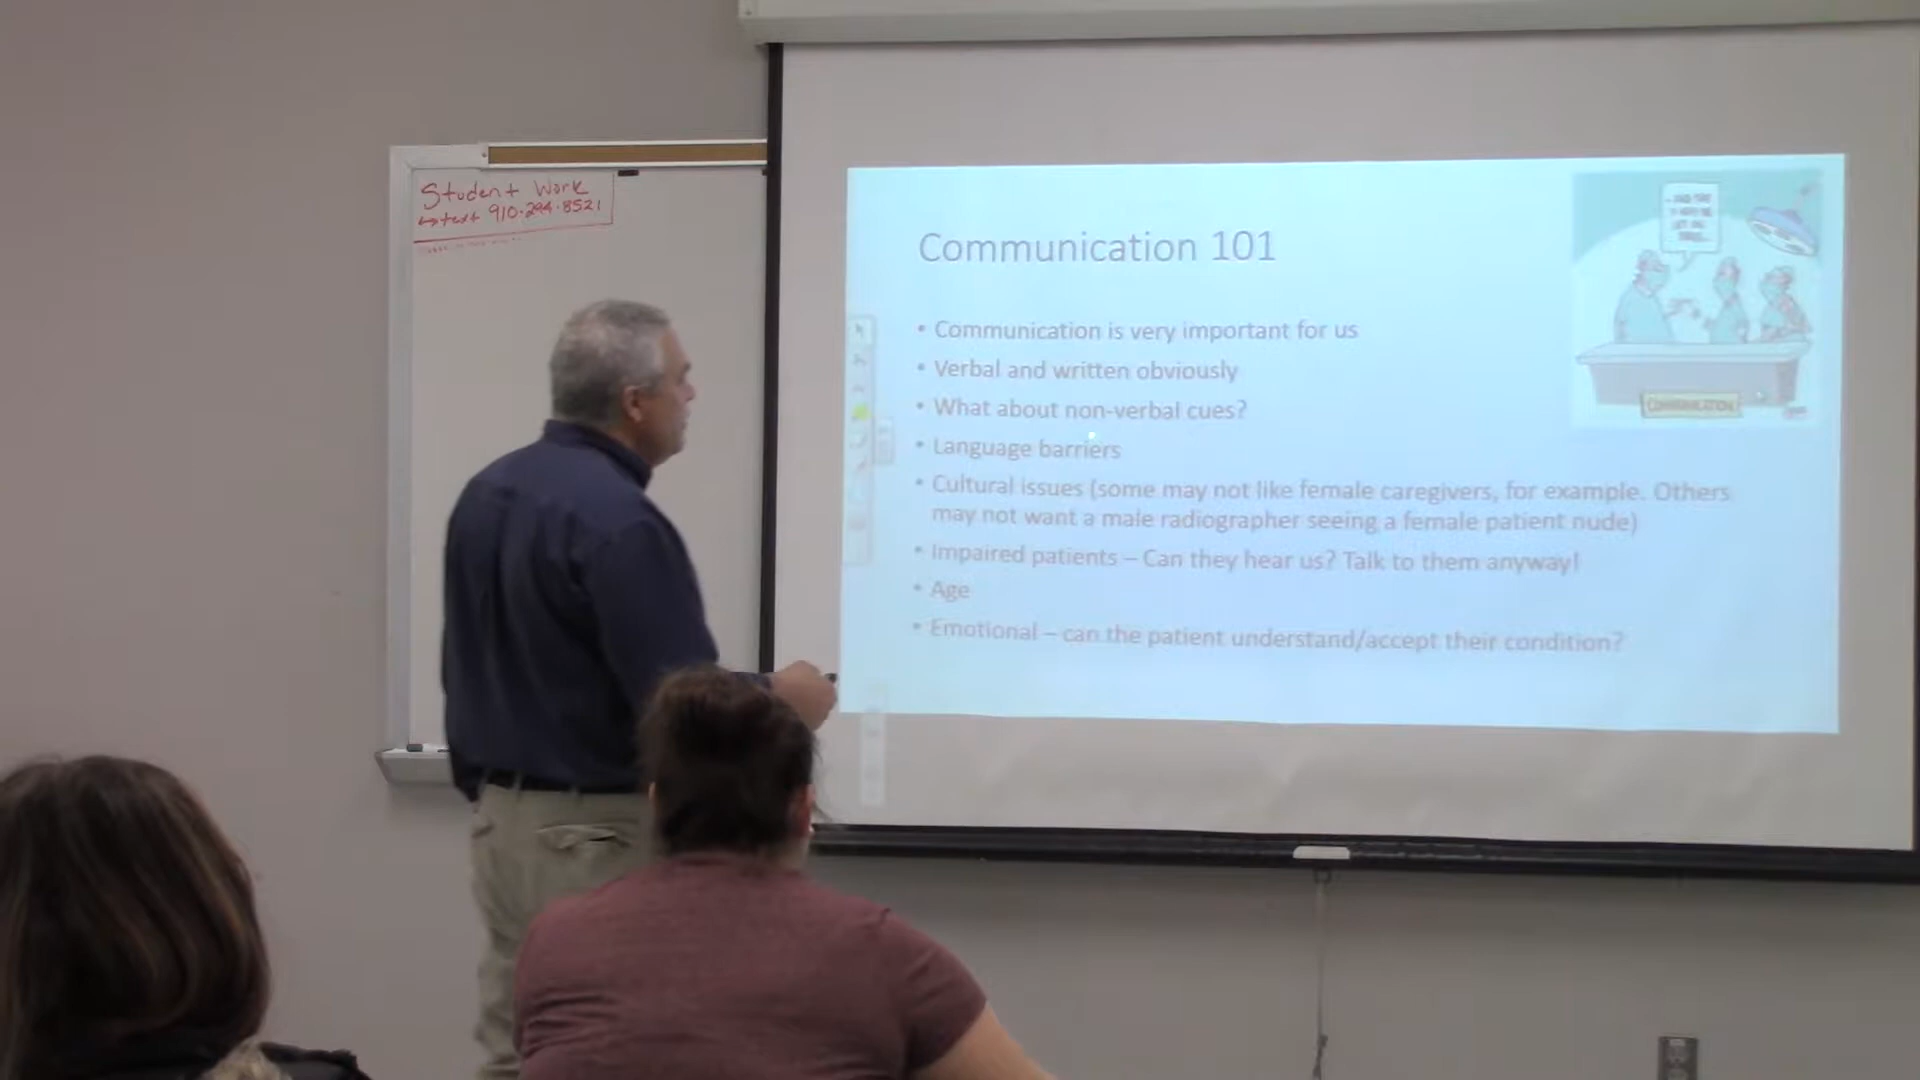 Student Work
↳ text 910-294-8521
Communication 101
• Communication is very important for us
• Verbal and written obviously
• What about non-verbal cues?
• Language barriers
• Cultural issues (some may not like female caregivers, for example. Others
may not want a male radiographer seeing a female patient nude)
• Impaired patients – Can they hear us? Talk to them anyway!
• Age
• Emotional – can the patient understand/accept their condition?
COMMUNICATION